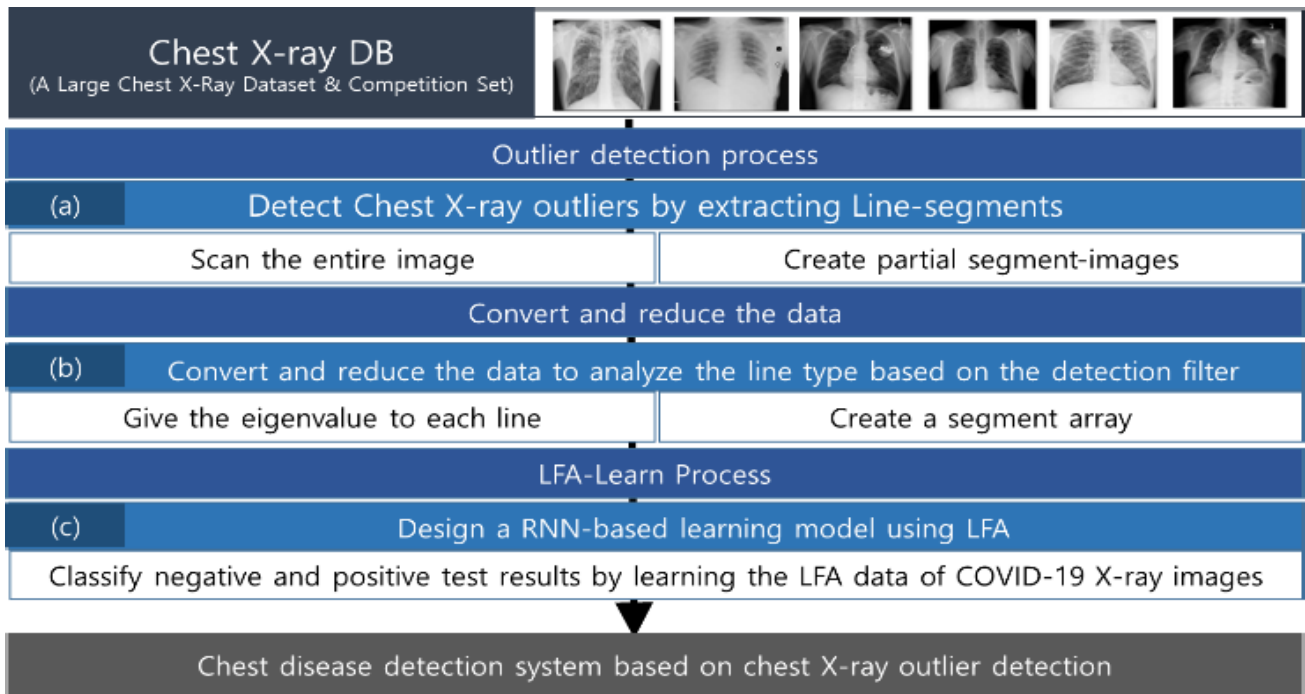 Chest X-ray DB
(A Large Chest X-Ray Dataset & Competition Set)
Outlier detection process
(a)
Detect Chest X-ray outliers by extracting Line-segments
Scan the entire image
Create partial segment-images
Convert and reduce the data
(b)
Convert and reduce the data to analyze the line type based on the detection filter
Give the eigenvalue to each line
Create a segment array
LFA-Learn Process
(c)
Design a RNN-based learning model using LFA
Classify negative and positive test results by learning the LFA data of COVID-19 X-ray images
Chest disease detection system based on chest X-ray outlier detection